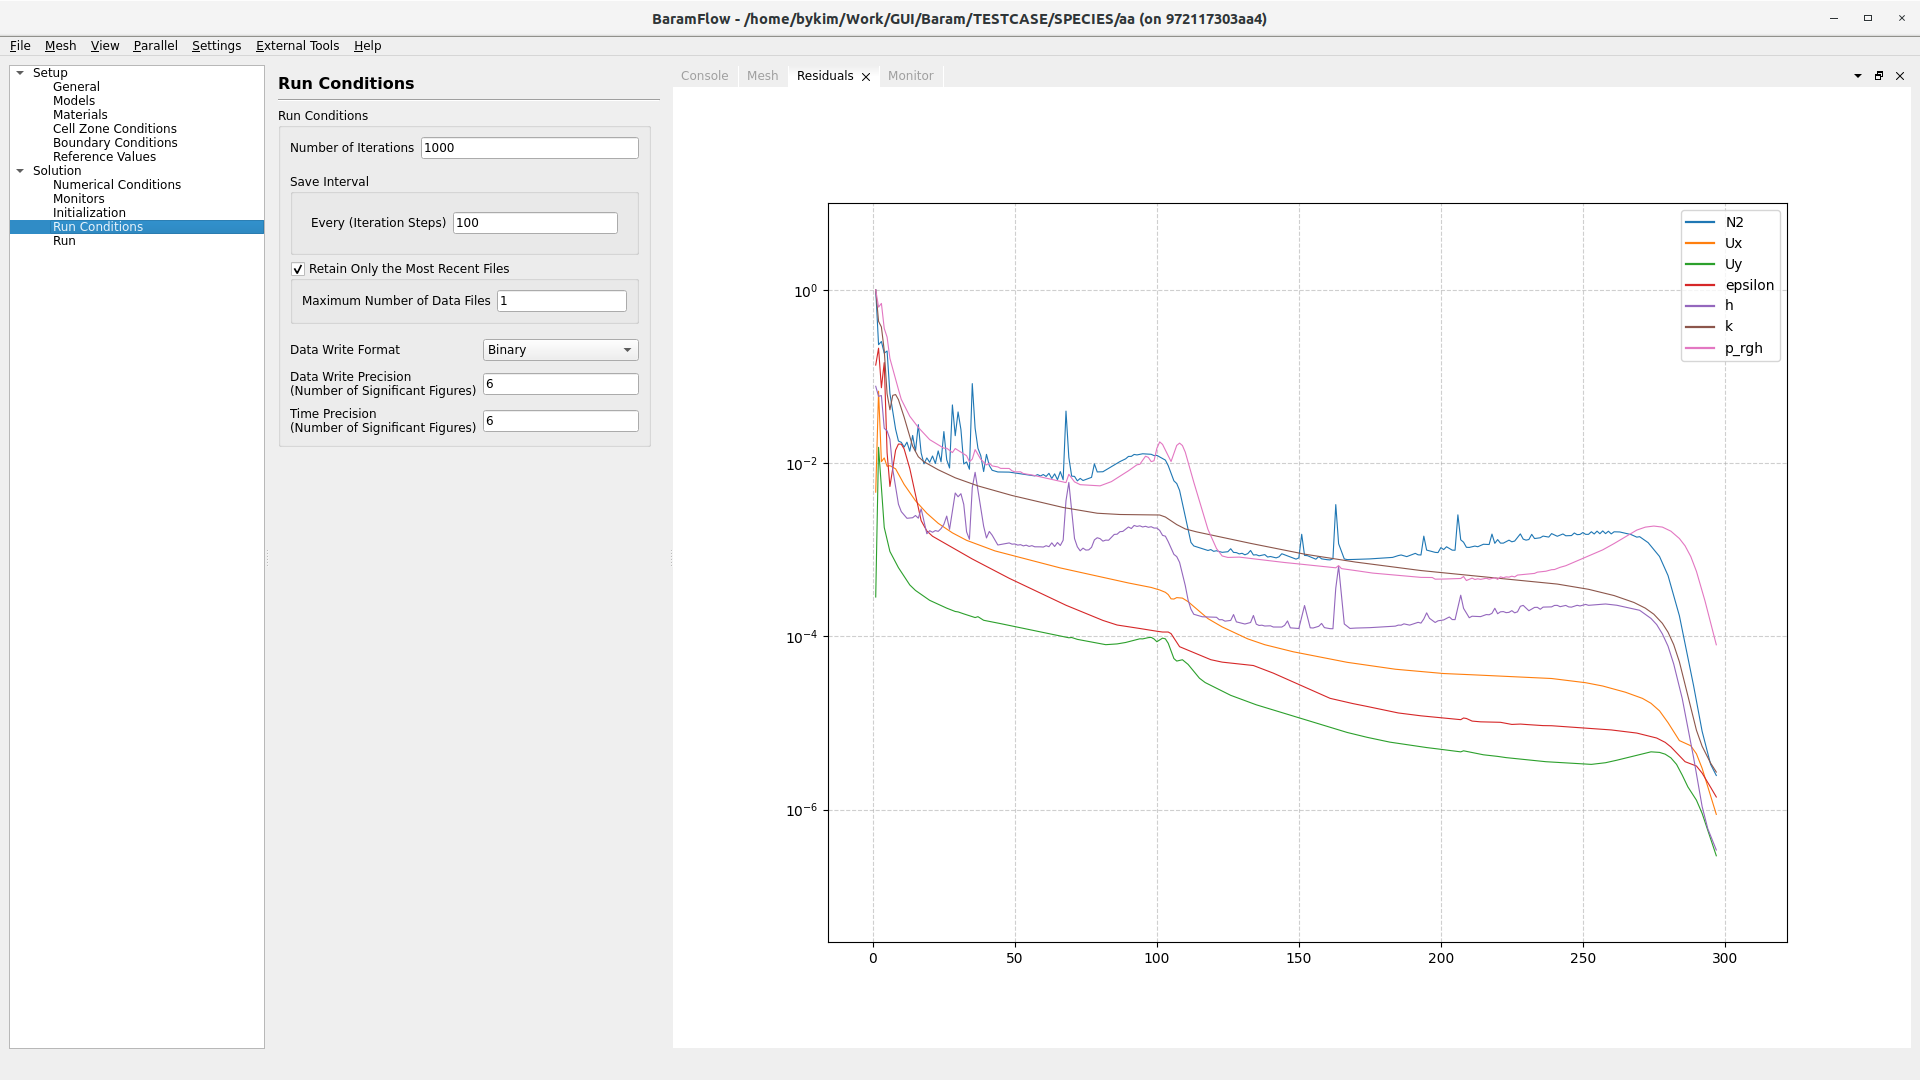 BaramFlow - /home/bykim/Work/GUI/Baram/TESTCASE/SPECIES/aa (on 972117303aa4)
File Mesh View Parallel Settings External Tools Help
Setup
General
Models
Materials
Cell Zone Conditions
Boundary Conditions
Reference Values
Solution
Numerical Conditions
Monitors
Initialization
Run Conditions
Run
Run Conditions
Run Conditions
Number of Iterations 1000
Save Interval
Every (Iteration Steps) 100
Retain Only the Most Recent Files
Maximum Number of Data Files 1
Data Write Format Binary
Data Write Precision
(Number of Significant Figures) 6
Time Precision
(Number of Significant Figures) 6
Console Mesh Residuals Monitor
N2
Ux
Uy
epsilon
h
k
p_rgh
10⁰
10⁻²
10⁻⁴
10⁻⁶
0 50 100 150 200 250 300